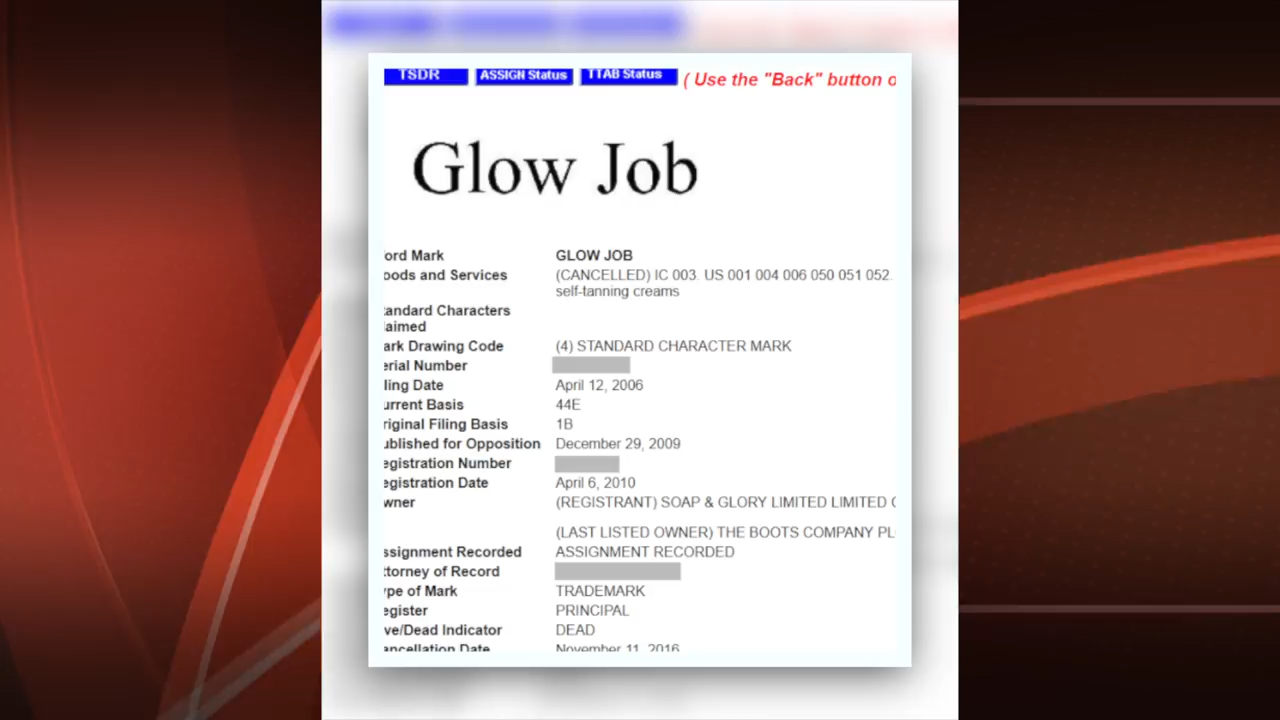 TSDR ASSIGN Status TTAB Status ( Use the "Back" button o
Glow Job
ord Mark GLOW JOB
oods and Services (CANCELLED) IC 003. US 001 004 006 050 051 052.
self-tanning creams
tandard Characters
laimed
ark Drawing Code (4) STANDARD CHARACTER MARK
erial Number
ling Date April 12, 2006
urrent Basis 44E
riginal Filing Basis 1B
ublished for Opposition December 29, 2009
egistration Number
egistration Date April 6, 2010
wner (REGISTRANT) SOAP & GLORY LIMITED LIMITED C
(LAST LISTED OWNER) THE BOOTS COMPANY PL
ssignment Recorded ASSIGNMENT RECORDED
ttorney of Record
ype of Mark TRADEMARK
egister PRINCIPAL
ve/Dead Indicator DEAD
ancellation Date November 11, 2016